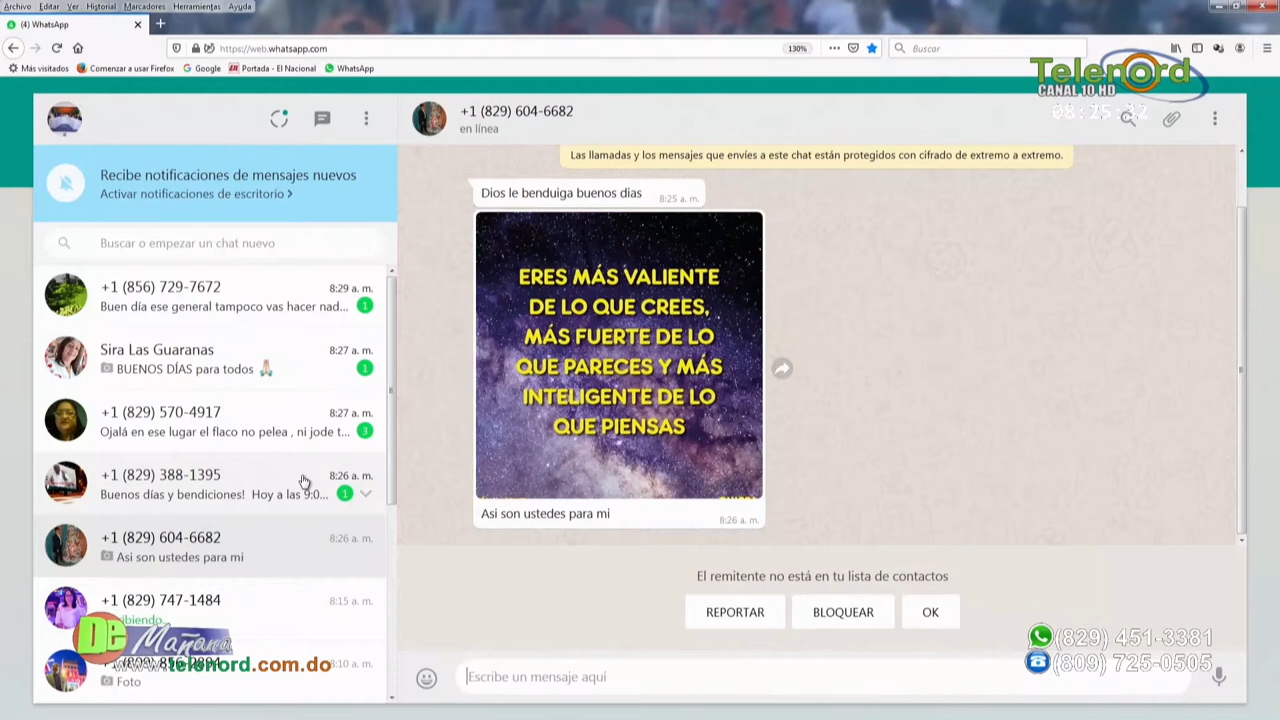 Archivo Editar Ver Historial Marcadores Herramientas Ayuda
(4) WhatsApp
https://web.whatsapp.com
130%
Buscar
Más visitados Comenzar a usar Firefox Google Portada - El Nacional WhatsApp
Telenord
CANAL 10,HD
08:25:32
+1 (829) 604-6682
en línea
Recibe notificaciones de mensajes nuevos
Activar notificaciones de escritorio >
Buscar o empezar un chat nuevo
+1 (856) 729-7672 8:29 a. m.
Buen día ese general tampoco vas hacer nad... 1
Sira Las Guaranas 8:27 a. m.
BUENOS DÍAS para todos 🙏🏻 1
+1 (829) 570-4917 8:27 a. m.
Ojalá en ese lugar el flaco no pelea , ni jode t... 3
+1 (829) 388-1395 8:26 a. m.
Buenos días y bendiciones! Hoy a las 9:0... 1
+1 (829) 604-6682 8:26 a. m.
Asi son ustedes para mi
+1 (829) 747-1484 8:15 a. m.
De Mañana
www.telenord.com.do
8:10 a. m.
Foto
Las llamadas y los mensajes que envíes a este chat están protegidos con cifrado de extremo a extremo.
Dios le benduiga buenos dias
8:25 a. m.
ERES MÁS VALIENTE
DE LO QUE CREES,
MÁS FUERTE DE LO
QUE PARECES Y MÁS
INTELIGENTE DE LO
QUE PIENSAS
Asi son ustedes para mi
8:26 a. m.
El remitente no está en tu lista de contactos
REPORTAR BLOQUEAR OK
Escribe un mensaje aquí
(829) 451-3381
(809) 725-0505